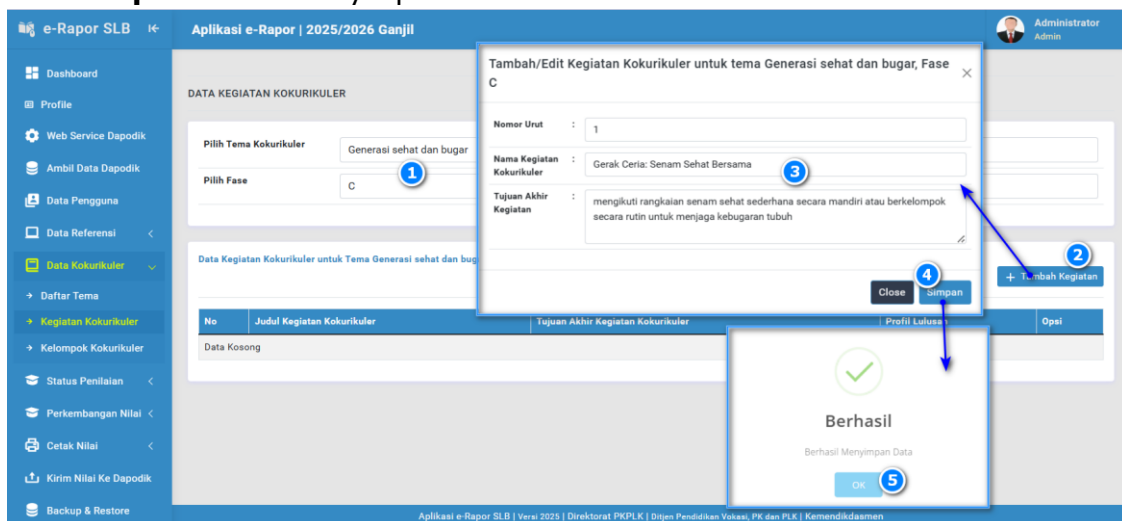 e-Rapor SLB
Aplikasi e-Rapor | 2025/2026 Ganjil
Administrator
Admin
Dashboard
Profile
Web Service Dapodik
Ambil Data Dapodik
Data Pengguna
Data Referensi
Data Kokurikuler
Daftar Tema
Kegiatan Kokurikuler
Kelompok Kokurikuler
Status Penilaian
Perkembangan Nilai
Cetak Nilai
Kirim Nilai Ke Dapodik
Backup & Restore
DATA KEGIATAN KOKURIKULER
Pilih Tema Kokurikuler
Generasi sehat dan bugar
1
Pilih Fase
C
Data Kegiatan Kokurikuler untuk Tema Generasi sehat dan bug
2
+ Tambah Kegiatan
No Judul Kegiatan Kokurikuler Tujuan Akhir Kegiatan Kokurikuler Profil Lulusan Opsi
Data Kosong
Tambah/Edit Kegiatan Kokurikuler untuk tema Generasi sehat dan bugar, Fase
C
×
Nomor Urut : 1
Nama Kegiatan : Gerak Ceria: Senam Sehat Bersama
Kokurikuler
3
Tujuan Akhir : mengikuti rangkaian senam sehat sederhana secara mandiri atau berkelompok
Kegiatan secara rutin untuk menjaga kebugaran tubuh
4
Close Simpan
Berhasil
Berhasil Menyimpan Data
OK
5
Aplikasi e-Rapor SLB | Versi 2025 | Direktorat PKPLK | Ditjen Pendidikan Vokasi, PK dan PLK | Kemendikdasmen